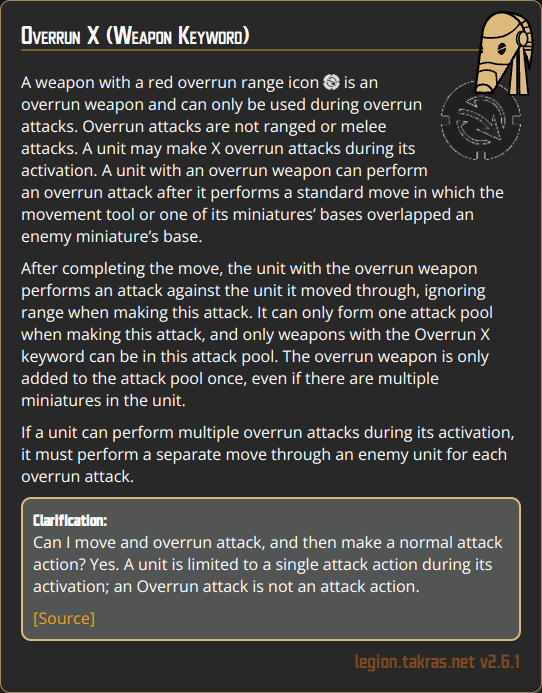 Overrun X (Weapon Keyword)
A weapon with a red overrun range icon is an
overrun weapon and can only be used during overrun
attacks. Overrun attacks are not ranged or melee
attacks. A unit may make X overrun attacks during its
activation. A unit with an overrun weapon can perform
an overrun attack after it performs a standard move in which the
movement tool or one of its miniatures’ bases overlapped an
enemy miniature’s base.
After completing the move, the unit with the overrun weapon
performs an attack against the unit it moved through, ignoring
range when making this attack. It can only form one attack pool
when making this attack, and only weapons with the Overrun X
keyword can be in this attack pool. The overrun weapon is only
added to the attack pool once, even if there are multiple
miniatures in the unit.
If a unit can perform multiple overrun attacks during its activation,
it must perform a separate move through an enemy unit for each
overrun attack.
Clarification:
Can I move and overrun attack, and then make a normal attack
action? Yes. A unit is limited to a single attack action during its
activation; an Overrun attack is not an attack action.
[Source]
legion.takras.net v2.6.1